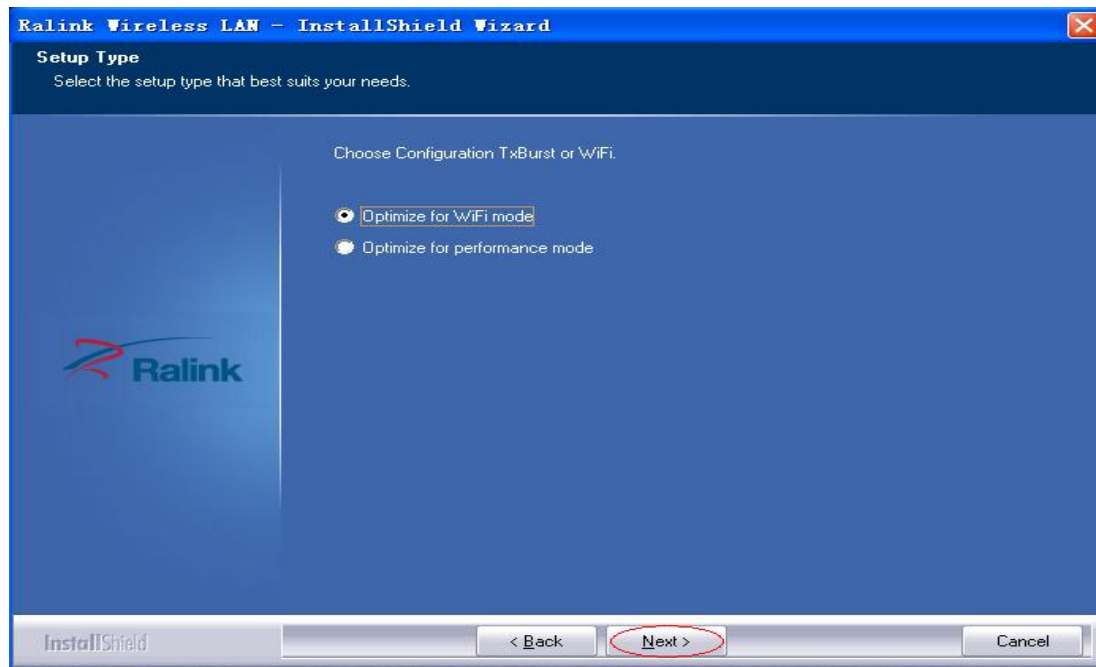 Ralink Wireless LAN - InstallShield Wizard
Setup Type
Select the setup type that best suits your needs.
Choose Configuration TxBurst or WiFi.
Optimize for WiFi mode
Optimize for performance mode
Ralink
InstallShield
< Back
Next >
Cancel